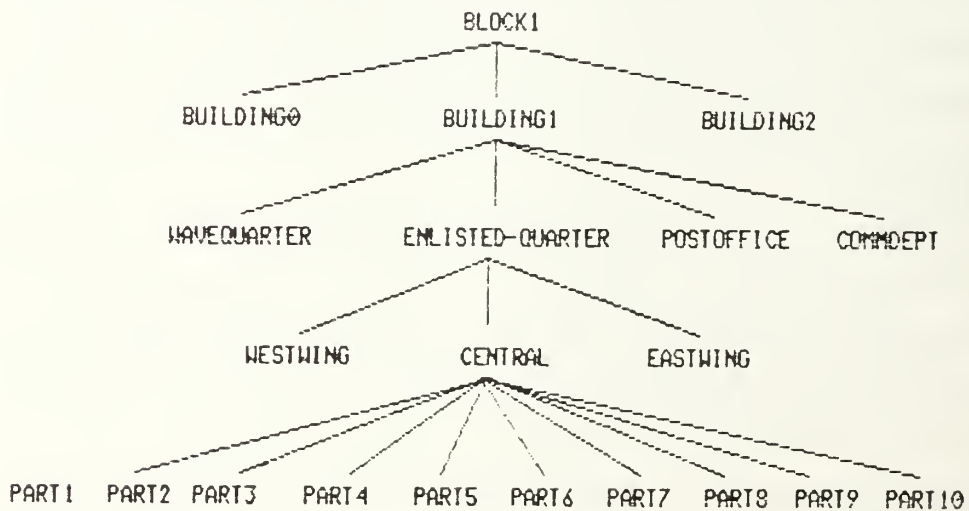 BLOCK1
BUILDING0 BUILDING1 BUILDING2
WAVEQUARTER ENLISTED-QUARTER POSTOFFICE COMMDEPT
WESTWING CENTRAL EASTWING
PART1 PART2 PART3 PART4 PART5 PART6 PART7 PART8 PART9 PART10